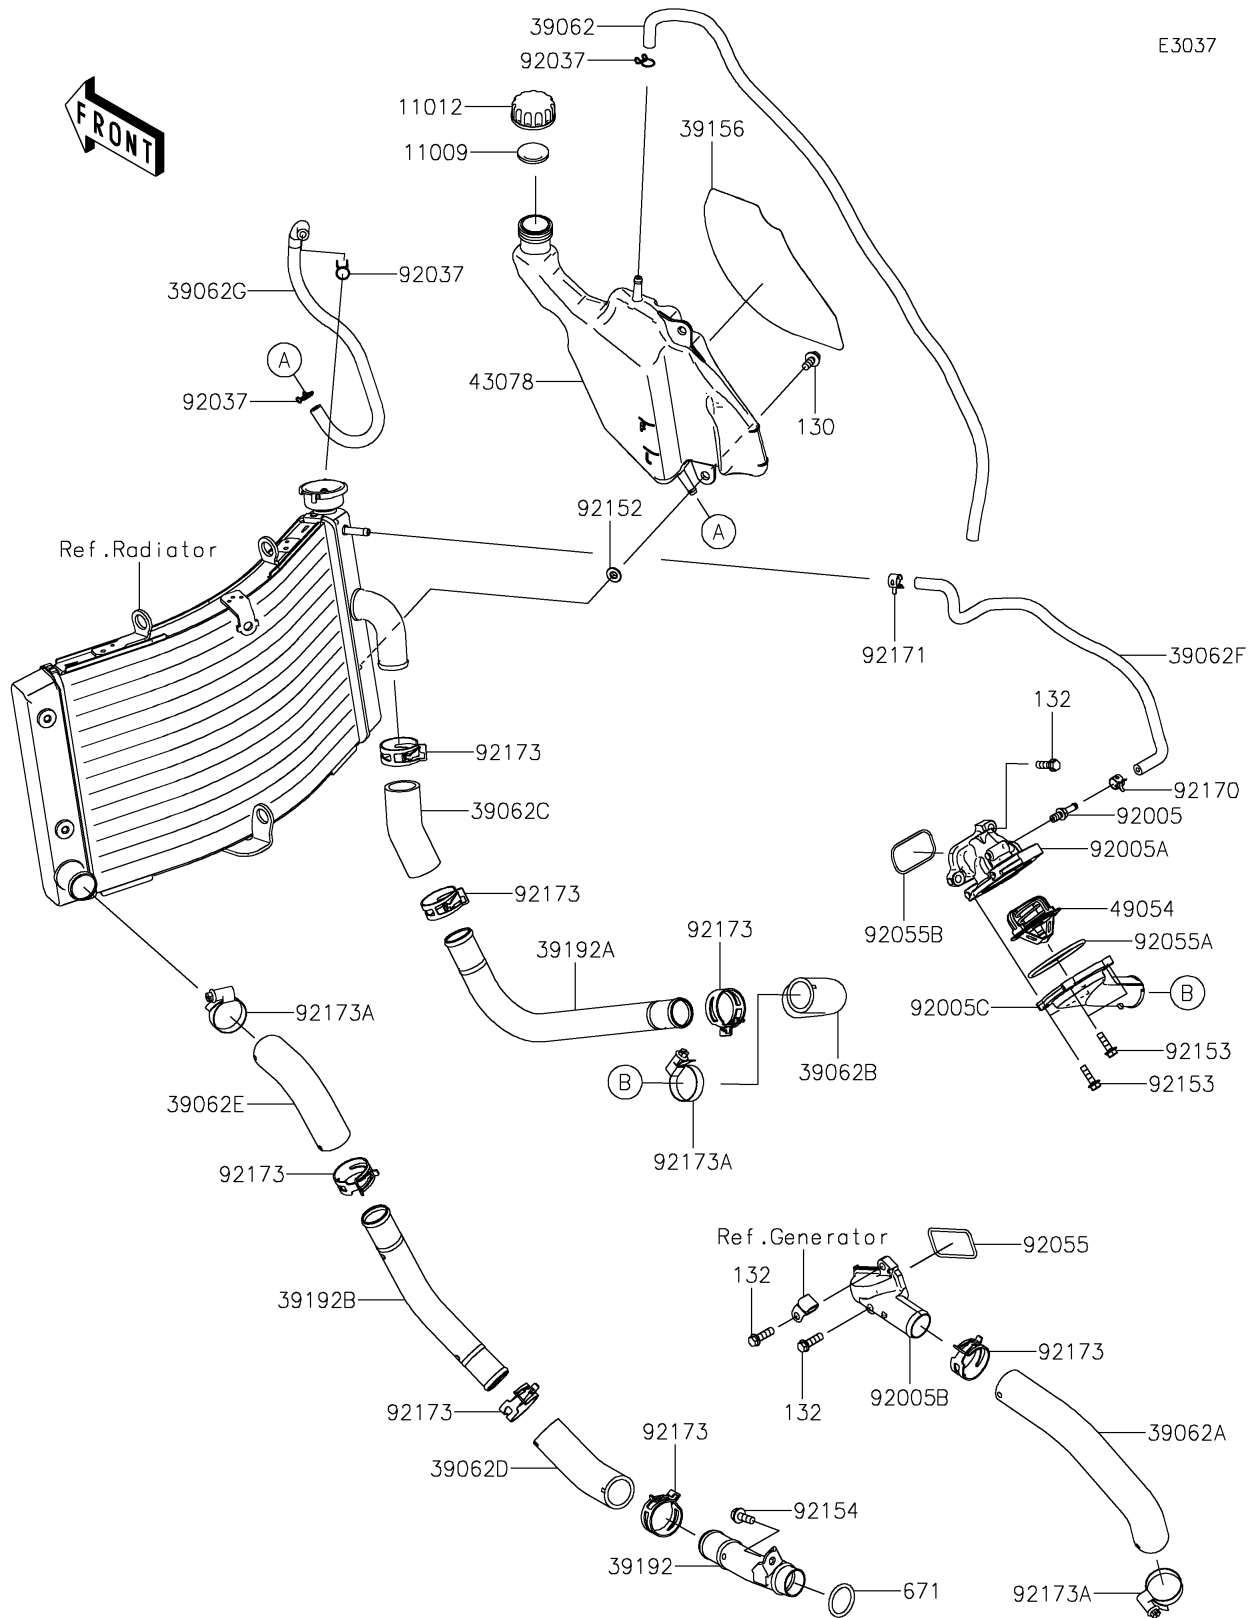 39062
E3037
92037
FRONT
11012
39156
11009
92037
39062G
A
43078
92037
130
92152
A
Ref.Radiator
92171
39062F
132
92173
92170
39062C
92005
92005A
92173
49054
92173
92055B
92055A
39192A
B
92173A
92005C
92153
39062B
B
92153
39062E
92173A
92173
Ref.Generator
92055
132
39192B
92173
92005B
92173
132
92173
39062A
39062D
92154
39192
671
92173A